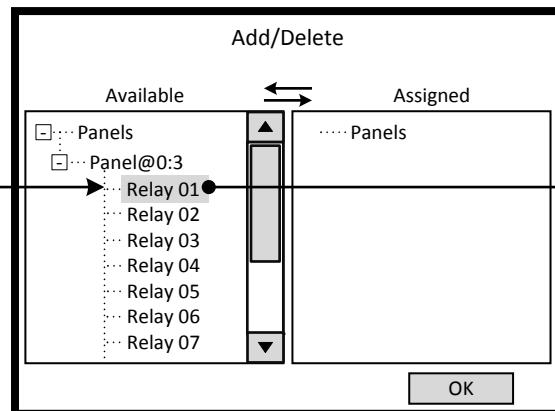 Add/Delete
Available
Assigned
Panels
Panel@0:3
Relay 01
Relay 02
Relay 03
Relay 04
Relay 05
Relay 06
Relay 07
Panels
OK